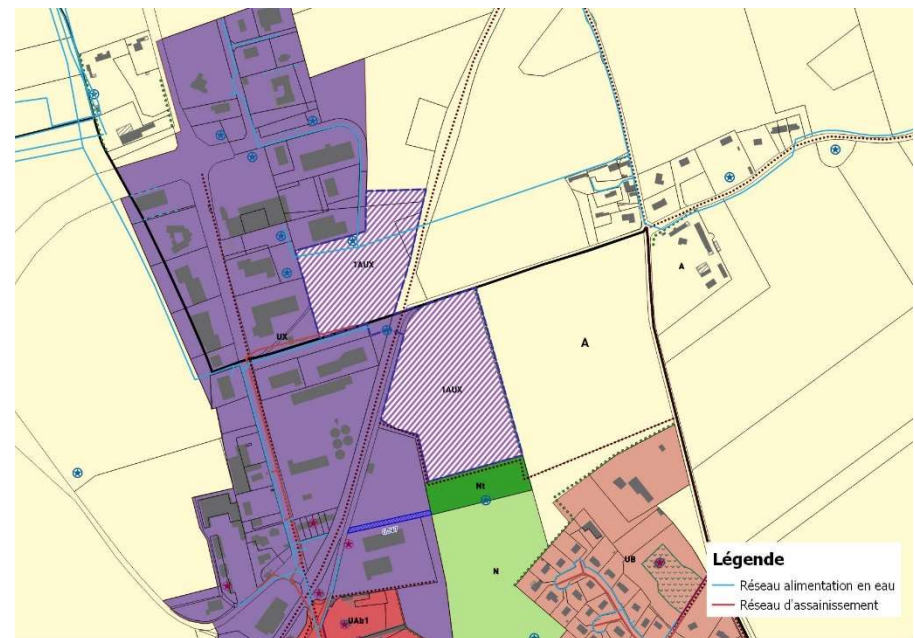 1AUX
A
UX
A
1AUX
Nt
N
UB
UAb1
Légende
Réseau alimentation en eau
Réseau d'assainissement